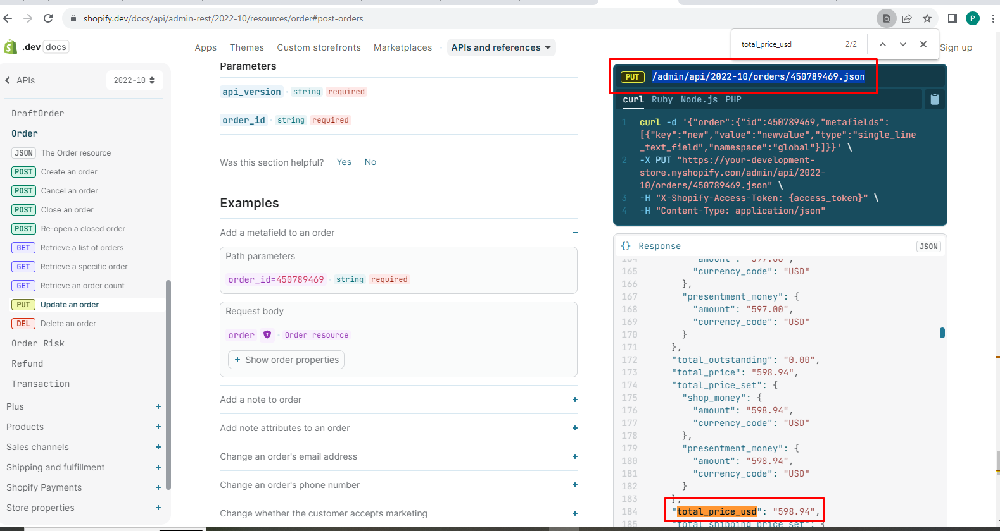 shopify.dev/docs/api/admin-rest/2022-10/resources/order#post-orders
P
total_price_usd 2/2
.dev docs
Apps Themes Custom storefronts Marketplaces APIs and references Sign up
APIs 2022-10
DraftOrder
Order
JSON The Order resource
POST Create an order
POST Cancel an order
POST Close an order
POST Re-open a closed order
GET Retrieve a list of orders
GET Retrieve a specific order
GET Retrieve an order count
PUT Update an order
DEL Delete an order
Order Risk
Refund
Transaction
Plus +
Products +
Sales channels +
Shipping and fulfillment +
Shopify Payments +
Store properties +
Parameters
api_version · string required
order_id · string required
Was this section helpful? Yes No
Examples
Add a metafield to an order −
Path parameters
order_id=450789469 · string required
Request body
order · Order resource
+ Show order properties
Add a note to order +
Add note attributes to an order +
Change an order's email address +
Change an order's phone number +
Change whether the customer accepts marketing +
PUT /admin/api/2022-10/orders/450789469.json
curl Ruby Node.js PHP
1 curl -d '{"order":{"id":450789469,"metafields":
[{"key":"new","value":"newvalue","type":"single_line
_text_field","namespace":"global"}]}}' \
2 -X PUT "https://your-development-
store.myshopify.com/admin/api/2022-
10/orders/450789469.json" \
3 -H "X-Shopify-Access-Token: {access_token}" \
4 -H "Content-Type: application/json"
{} Response JSON
164 "amount": "597.00",
165 "currency_code": "USD"
166 },
167 "presentment_money": {
168 "amount": "597.00",
169 "currency_code": "USD"
170 }
171 },
172 "total_outstanding": "0.00",
173 "total_price": "598.94",
174 "total_price_set": {
175 "shop_money": {
176 "amount": "598.94",
177 "currency_code": "USD"
178 },
179 "presentment_money": {
180 "amount": "598.94",
181 "currency_code": "USD"
182 }
183 },
184 "total_price_usd": "598.94",
185 "total_shipping_price_set": {